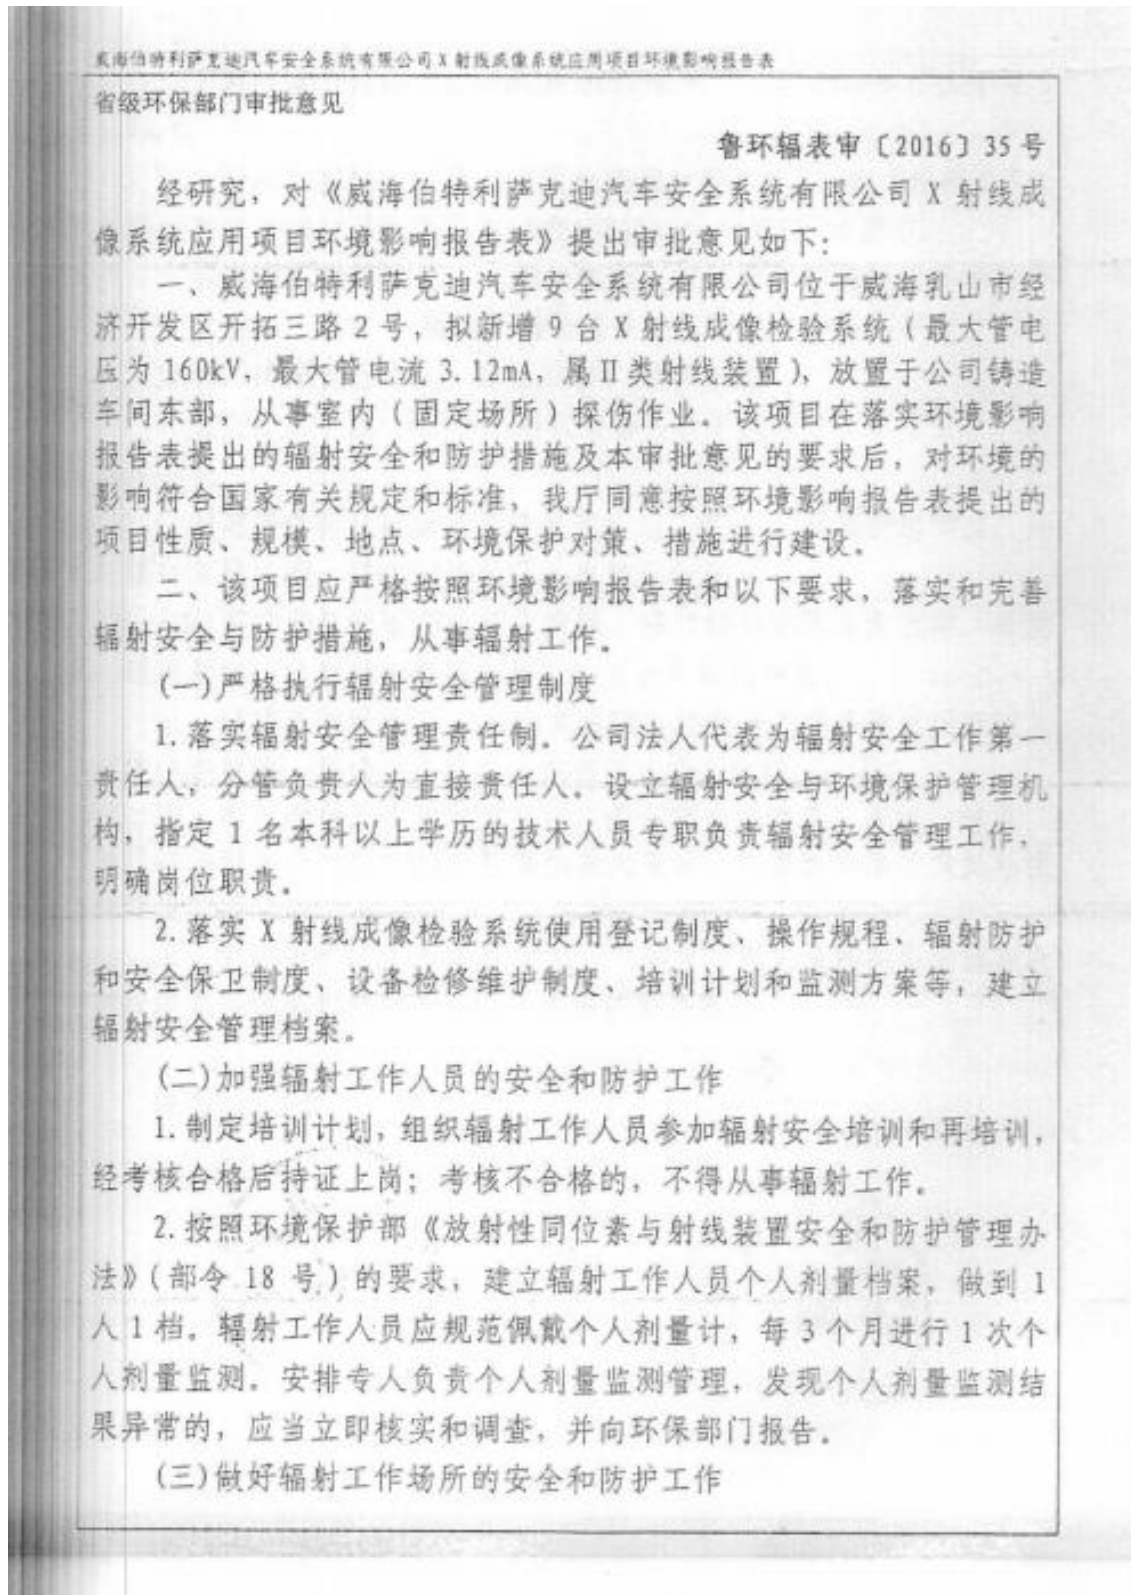 威海伯特利萨克迪汽车安全系统有限公司 X 射线成像系统应用项目环境影响报告表
省级环保部门审批意见
鲁环辐表审〔2016〕35 号
经研究，对《威海伯特利萨克迪汽车安全系统有限公司 X 射线成
像系统应用项目环境影响报告表》提出审批意见如下：
一、威海伯特利萨克迪汽车安全系统有限公司位于威海乳山市经
济开发区开拓三路 2 号，拟新增 9 台 X 射线成像检验系统（最大管电
压为 160kV，最大管电流 3.12mA，属Ⅱ类射线装置），放置于公司铸造
车间东部，从事室内（固定场所）探伤作业。该项目在落实环境影响
报告表提出的辐射安全和防护措施及本审批意见的要求后，对环境的
影响符合国家有关规定和标准，我厅同意按照环境影响报告表提出的
项目性质、规模、地点、环境保护对策、措施进行建设。
二、该项目应严格按照环境影响报告表和以下要求，落实和完善
辐射安全与防护措施，从事辐射工作。
(一)严格执行辐射安全管理制度
1.落实辐射安全管理责任制。公司法人代表为辐射安全工作第一
责任人，分管负责人为直接责任人。设立辐射安全与环境保护管理机
构，指定 1 名本科以上学历的技术人员专职负责辐射安全管理工作，
明确岗位职责。
2.落实 X 射线成像检验系统使用登记制度、操作规程、辐射防护
和安全保卫制度、设备检修维护制度、培训计划和监测方案等，建立
辐射安全管理档案。
(二)加强辐射工作人员的安全和防护工作
1.制定培训计划，组织辐射工作人员参加辐射安全培训和再培训，
经考核合格后持证上岗；考核不合格的，不得从事辐射工作。
2.按照环境保护部《放射性同位素与射线装置安全和防护管理办
法》（部令 18 号）的要求，建立辐射工作人员个人剂量档案，做到 1
人 1 档。辐射工作人员应规范佩戴个人剂量计，每 3 个月进行 1 次个
人剂量监测。安排专人负责个人剂量监测管理，发现个人剂量监测结
果异常的，应当立即核实和调查，并向环保部门报告。
(三)做好辐射工作场所的安全和防护工作